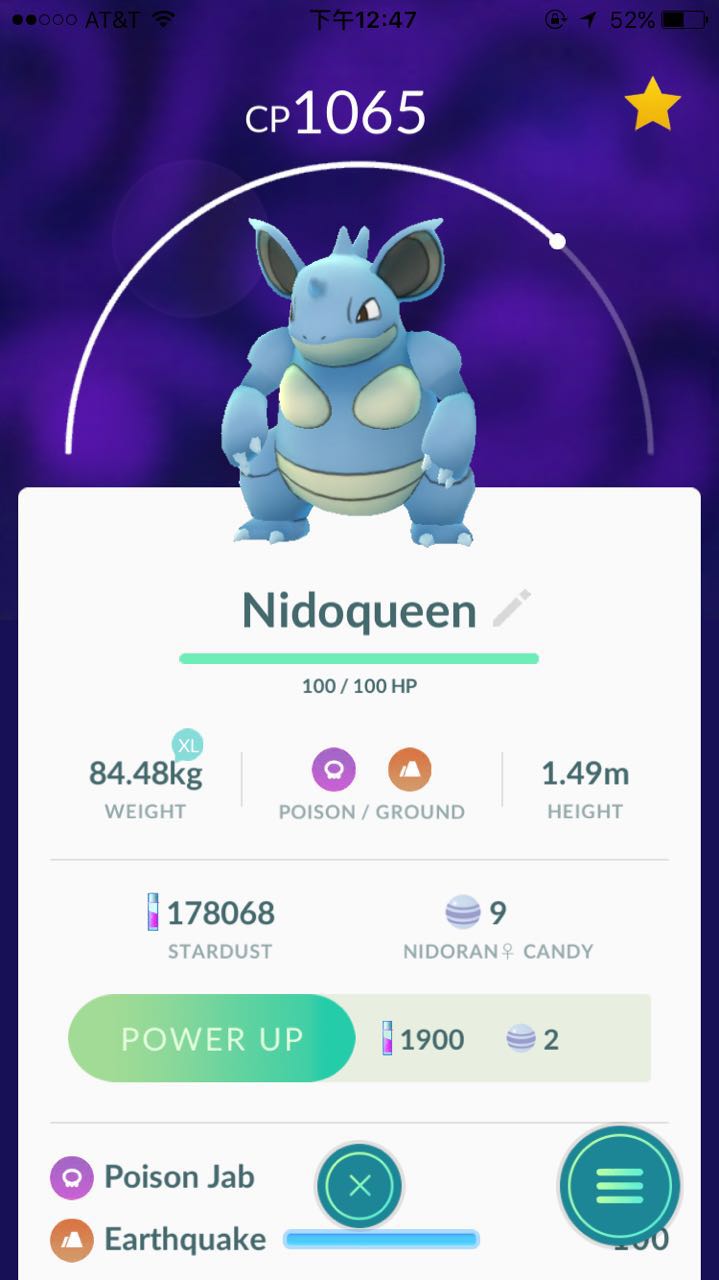 AT&T 下午12:47 52%
CP1065
Nidoqueen
100 / 100 HP
XL
84.48kg 1.49m
WEIGHT POISON / GROUND HEIGHT
178068 9
STARDUST NIDORAN♀ CANDY
POWER UP 1900 2
Poison Jab
Earthquake 100